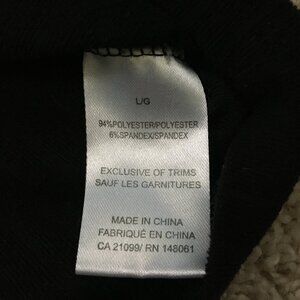 L/G
94%POLYESTER/POLYESTER
6%SPANDEX/SPANDEX
EXCLUSIVE OF TRIMS
SAUF LES GARNITURES
MADE IN CHINA
FABRIQUÉ EN CHINA
CA 21099/ RN 148061